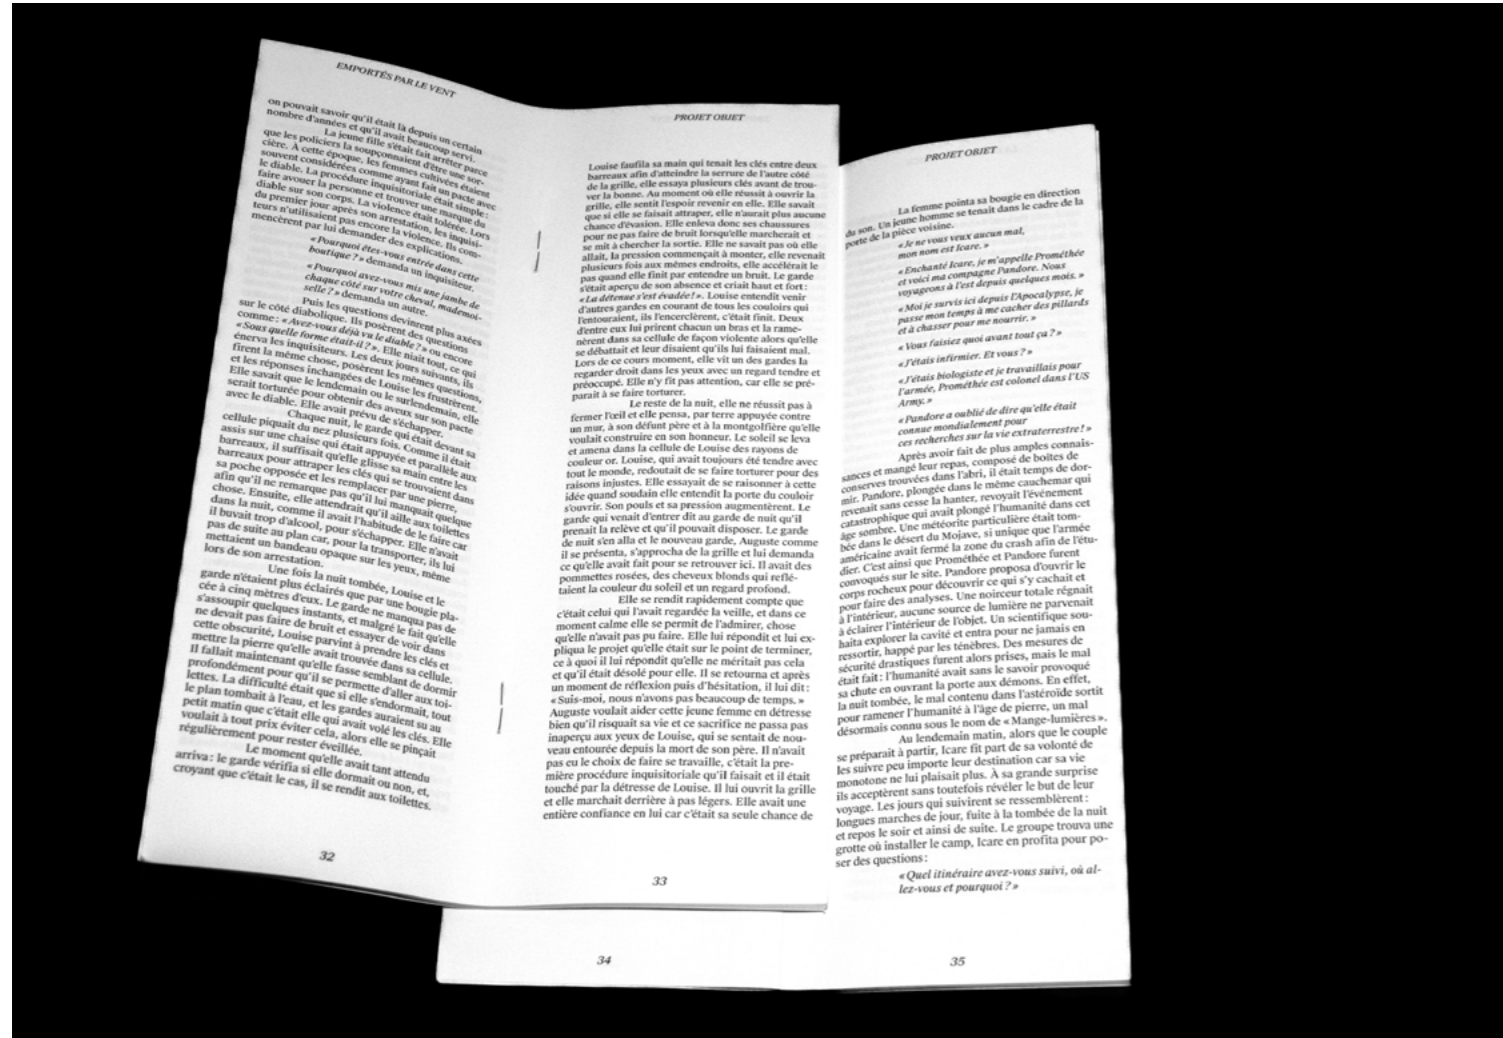 EMPORTÉS PAR LE VENT
on pouvait savoir qu'il était là depuis un certain
nombre d'années et qu'il avait beaucoup servi.
La jeune fille s'était fait arrêter parce
que les policiers la soupçonnaient d'être une sor-
cière. À cette époque, les femmes cultivées étaient
souvent considérées comme ayant fait un pacte avec
le diable. La procédure inquisitoriale était simple :
faire avouer la personne et trouver une marque du
diable sur son corps. La violence était tolérée. Lors
du premier jour après son arrestation, les inquisi-
teurs n'utilisaient pas encore la violence. Ils com-
mencèrent par lui demander des explications.
« Pourquoi êtes-vous entrée dans cette
boutique ? » demanda un inquisiteur.
« Pourquoi avez-vous mis une jambe de
chaque côté sur votre cheval, mademoi-
selle ? » demanda un autre.
Puis les questions devinrent plus axées
sur le côté diabolique. Ils posèrent des questions
comme : « Avez-vous déjà vu le diable ? » ou encore
« Sous quelle forme était-il ? ». Elle niait tout, ce qui
énerva les inquisiteurs. Les deux jours suivants, ils
firent la même chose, posèrent les mêmes questions,
et les réponses inchangées de Louise les frustrèrent.
Elle savait que le lendemain ou le surlendemain, elle
serait torturée pour obtenir des aveux sur son pacte
avec le diable. Elle avait prévu de s'échapper.
Chaque nuit, le garde qui était devant sa
cellule piquait du nez plusieurs fois. Comme il était
assis sur une chaise qui était appuyée et parallèle aux
barreaux, il suffisait qu'elle glisse sa main entre les
barreaux pour attraper les clés qui se trouvaient dans
sa poche opposée et les remplacer par une pierre,
afin qu'il ne remarque pas qu'il lui manquait quelque
chose. Ensuite, elle attendrait qu'il aille aux toilettes
dans la nuit, comme il avait l'habitude de le faire car
il buvait trop d'alcool, pour s'échapper. Elle n'avait
pas de suite au plan car, pour la transporter, ils lui
mettaient un bandeau opaque sur les yeux, même
lors de son arrestation.
Une fois la nuit tombée, Louise et le
garde n'étaient plus éclairés que par une bougie pla-
cée à cinq mètres d'eux. Le garde ne manqua pas de
s'assoupir quelques instants, et malgré le fait qu'elle
ne devait pas faire de bruit et essayer de voir dans
cette obscurité, Louise parvint à prendre les clés et
mettre la pierre qu'elle avait trouvée dans sa cellule.
Il fallait maintenant qu'elle fasse semblant de dormir
profondément pour qu'il se permette d'aller aux toi-
lettes. La difficulté était que si elle s'endormait, tout
le plan tombait à l'eau, et les gardes auraient su au
petit matin que c'était elle qui avait volé les clés. Elle
voulait à tout prix éviter cela, alors elle se pinçait
régulièrement pour rester éveillée.
Le moment qu'elle avait tant attendu
arriva : le garde vérifia si elle dormait ou non, et,
croyant que c'était le cas, il se rendit aux toilettes.
32
PROJET OBJET
Louise faufila sa main qui tenait les clés entre deux
barreaux afin d'atteindre la serrure de l'autre côté
de la grille, elle essaya plusieurs clés avant de trou-
ver la bonne. Au moment où elle réussit à ouvrir la
grille, elle sentit l'espoir revenir en elle. Elle savait
que si elle se faisait attraper, elle n'aurait plus aucune
chance d'évasion. Elle enleva donc ses chaussures
pour ne pas faire de bruit lorsqu'elle marcherait et
se mit à chercher la sortie. Elle ne savait pas où elle
allait, la pression commençait à monter, elle revenait
plusieurs fois aux mêmes endroits, elle accélérait le
pas quand elle finit par entendre un bruit. Le garde
s'était aperçu de son absence et criait haut et fort :
« La détenue s'est évadée ! ». Louise entendit venir
d'autres gardes en courant de tous les couloirs qui
l'entouraient, ils l'encerclèrent, c'était finit. Deux
d'entre eux lui prirent chacun un bras et la rame-
nèrent dans sa cellule de façon violente alors qu'elle
se débattait et leur disaient qu'ils lui faisaient mal.
Lors de ce cours moment, elle vit un des gardes la
regarder droit dans les yeux avec un regard tendre et
préoccupé. Elle n'y fit pas attention, car elle se pré-
parait à se faire torturer.
Le reste de la nuit, elle ne réussit pas à
fermer l'œil et elle pensa, par terre appuyée contre
un mur, à son défunt père et à la montgolfière qu'elle
voulait construire en son honneur. Le soleil se leva
et amena dans la cellule de Louise des rayons de
couleur or. Louise, qui avait toujours été tendre avec
tout le monde, redoutait de se faire torturer pour des
raisons injustes. Elle essayait de se raisonner à cette
idée quand soudain elle entendit la porte du couloir
s'ouvrir. Son pouls et sa pression augmentèrent. Le
garde qui venait d'entrer dit au garde de nuit qu'il
prenait la relève et qu'il pouvait disposer. Le garde
de nuit s'en alla et le nouveau garde, Auguste comme
il se présenta, s'approcha de la grille et lui demanda
ce qu'elle avait fait pour se retrouver ici. Il avait des
pommettes rosées, des cheveux blonds qui reflé-
taient la couleur du soleil et un regard profond.
Elle se rendit rapidement compte que
c'était celui qui l'avait regardée la veille, et dans ce
moment calme elle se permit de l'admirer, chose
qu'elle n'avait pas pu faire. Elle lui répondit et lui ex-
pliqua le projet qu'elle était sur le point de terminer,
ce à quoi il lui répondit qu'elle ne méritait pas cela
et qu'il était désolé pour elle. Il se retourna et après
un moment de réflexion puis d'hésitation, il lui dit :
« Suis-moi, nous n'avons pas beaucoup de temps. »
Auguste voulait aider cette jeune femme en détresse
bien qu'il risquait sa vie et ce sacrifice ne passa pas
inaperçu aux yeux de Louise, qui se sentait de nou-
veau entourée depuis la mort de son père. Il n'avait
pas eu le choix de faire se travaille, c'était la pre-
mière procédure inquisitoriale qu'il faisait et il était
touché par la détresse de Louise. Il lui ouvrit la grille
et elle marchait derrière à pas légers. Elle avait une
entière confiance en lui car c'était sa seule chance de
33
34
PROJET OBJET
La femme pointa sa bougie en direction
du son. Un jeune homme se tenait dans le cadre de la
porte de la pièce voisine.
« Je ne vous veux aucun mal,
mon nom est Icare. »
« Enchanté Icare, je m'appelle Prométhée
et voici ma compagne Pandore. Nous
voyageons à l'est depuis quelques mois. »
« Moi je survis ici depuis l'Apocalypse, je
passe mon temps à me cacher des pillards
et à chasser pour me nourrir. »
« Vous faisiez quoi avant tout ça ? »
« J'étais infirmier. Et vous ? »
« J'étais biologiste et je travaillais pour
l'armée, Prométhée est colonel dans l'US
Army. »
« Pandore a oublié de dire qu'elle était
connue mondialement pour
ces recherches sur la vie extraterrestre ! »
Après avoir fait de plus amples connais-
sances et mangé leur repas, composé de boîtes de
conserves trouvées dans l'abri, il était temps de dor-
mir. Pandore, plongée dans le même cauchemar qui
revenait sans cesse la hanter, revoyait l'événement
catastrophique qui avait plongé l'humanité dans cet
âge sombre. Une météorite particulière était tom-
bée dans le désert du Mojave, si unique que l'armée
américaine avait fermé la zone du crash afin de l'étu-
dier. C'est ainsi que Prométhée et Pandore furent
convoqués sur le site. Pandore proposa d'ouvrir le
corps rocheux pour découvrir ce qui s'y cachait et
pour faire des analyses. Une noirceur totale régnait
à l'intérieur, aucune source de lumière ne parvenait
à éclairer l'intérieur de l'objet. Un scientifique sou-
haita explorer la cavité et entra pour ne jamais en
ressortir, happé par les ténèbres. Des mesures de
sécurité drastiques furent alors prises, mais le mal
était fait : l'humanité avait sans le savoir provoqué
sa chute en ouvrant la porte aux démons. En effet,
la nuit tombée, le mal contenu dans l'astéroïde sortit
pour ramener l'humanité à l'âge de pierre, un mal
désormais connu sous le nom de « Mange-lumières ».
Au lendemain matin, alors que le couple
se préparait à partir, Icare fit part de sa volonté de
les suivre peu importe leur destination car sa vie
monotone ne lui plaisait plus. À sa grande surprise
ils acceptèrent sans toutefois révéler le but de leur
voyage. Les jours qui suivirent se ressemblèrent :
longues marches de jour, fuite à la tombée de la nuit
et repos le soir et ainsi de suite. Le groupe trouva une
grotte où installer le camp, Icare en profita pour po-
ser des questions :
« Quel itinéraire avez-vous suivi, où al-
lez-vous et pourquoi ? »
35